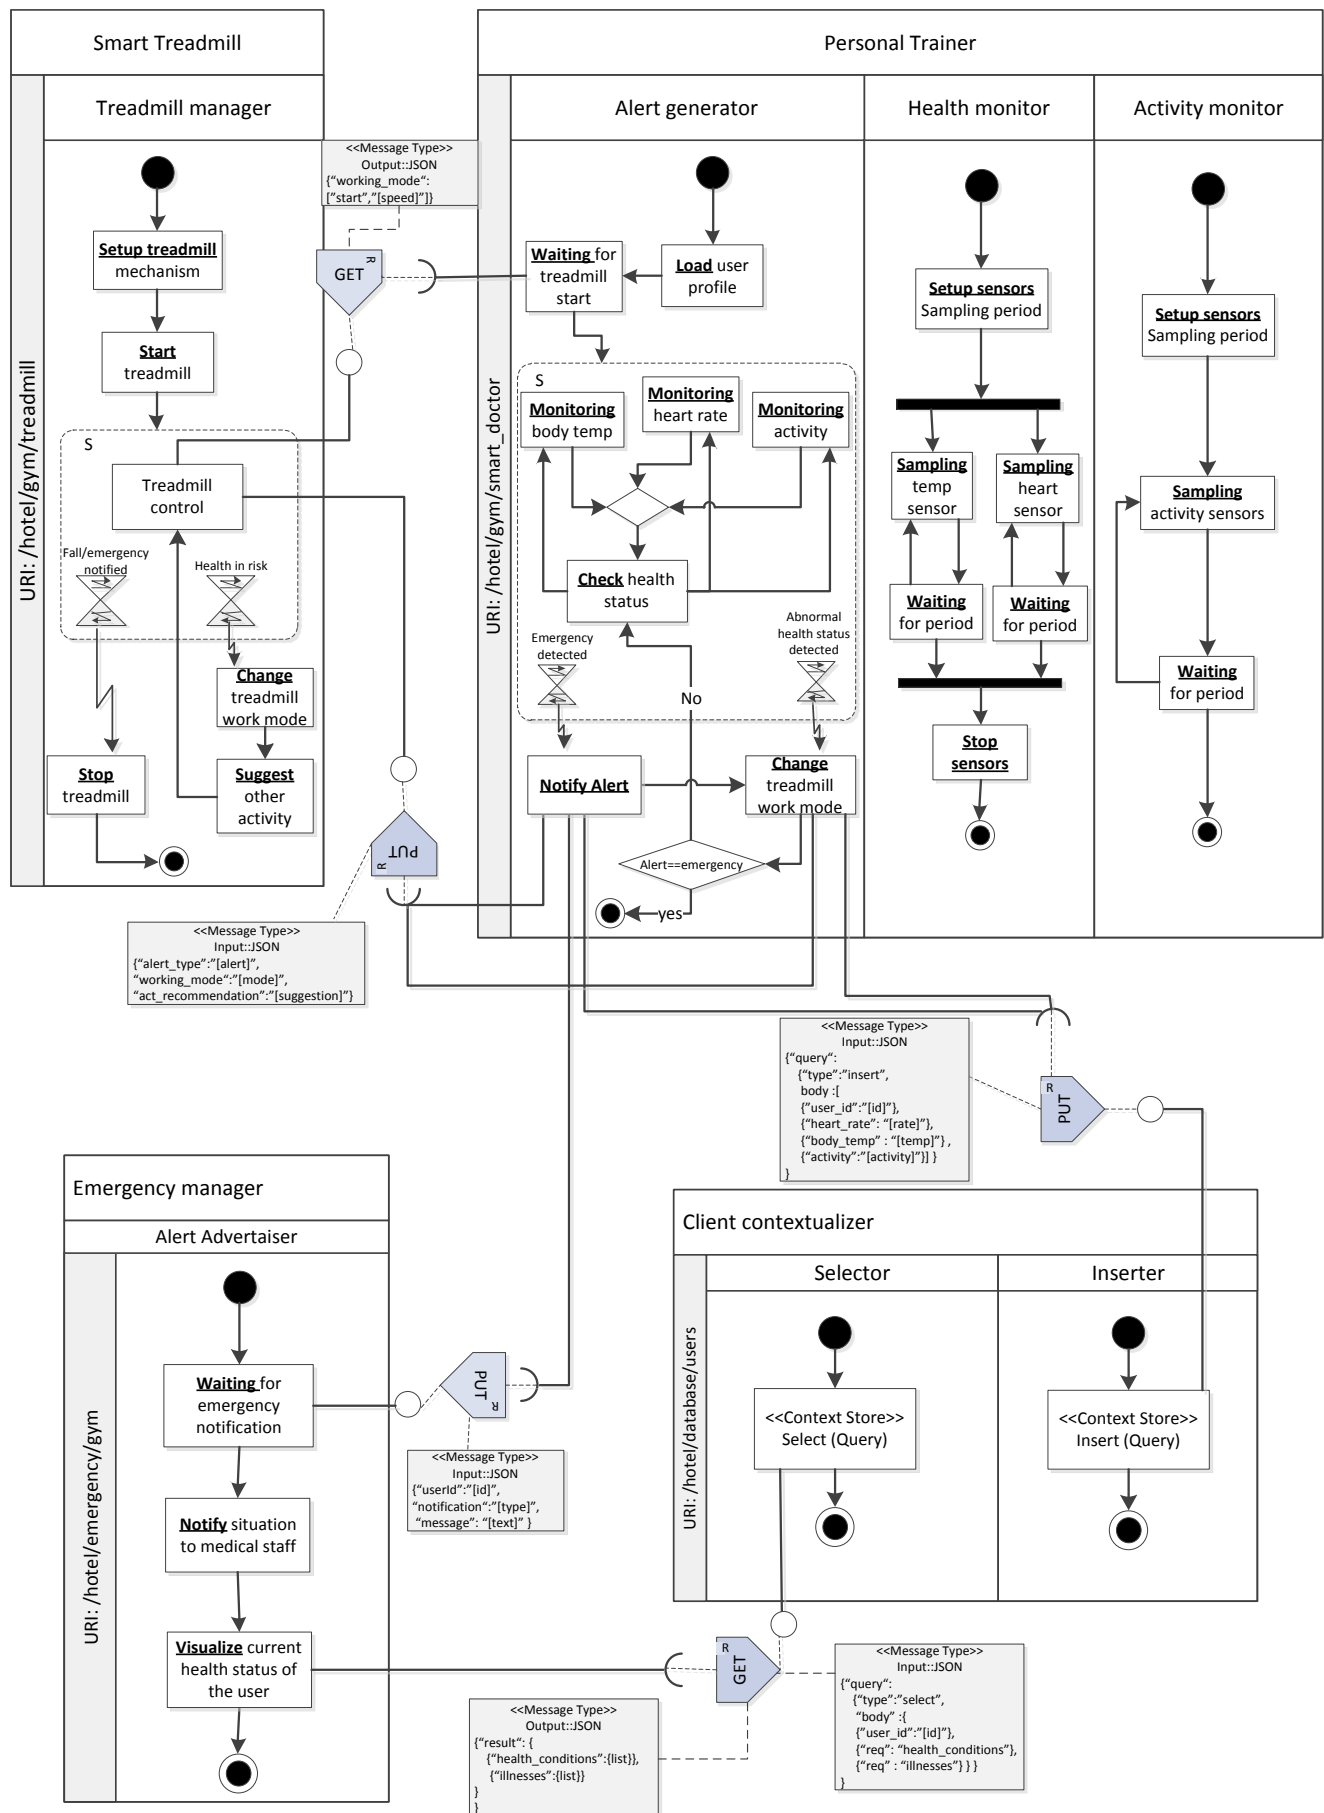 Smart Treadmill
Treadmill manager
URI: /hotel/gym/treadmill
Setup treadmill
mechanism
Start
treadmill
S
Treadmill
control
Fall/emergency
notified
Health in risk
Change
treadmill
work mode
Stop
treadmill
Suggest
other
activity
<<Message Type>>
Output::JSON
{“working_mode“:
[”start”,”[speed]”]}
GET
R
Personal Trainer
Alert generator
Health monitor
Activity monitor
URI: /hotel/gym/smart_doctor
Waiting for
treadmill
start
Load user
profile
S
Monitoring
body temp
Monitoring
heart rate
Monitoring
activity
Check health
status
Emergency
detected
Abnormal
health status
detected
No
Notify Alert
Change
treadmill
work mode
Alert==emergency
yes
Setup sensors
Sampling period
Sampling
temp
sensor
Sampling
heart
sensor
Waiting
for period
Waiting
for period
Stop
sensors
Setup sensors
Sampling period
Sampling
activity sensors
Waiting
for period
PUT
R
<<Message Type>>
Input::JSON
{“alert_type”:”[alert]”,
“working_mode“:”[mode]”,
“act_recommendation”:”[suggestion]”}
<<Message Type>>
Input::JSON
{“query“:
{“type”:”insert”,
body :[
{”user_id”:”[id]”},
{“heart_rate”: “[rate]”},
{“body_temp” : “[temp]”} ,
{“activity”:”[activity]”}] }
}
R
PUT
Emergency manager
Alert Advertaiser
URI: /hotel/emergency/gym
Waiting for
emergency
notification
Notify situation
to medical staff
Visualize current
health status of
the user
PUT
R
<<Message Type>>
Input::JSON
{“userId”:”[id]”,
“notification“:”[type]”,
“message”: “[text]” }
Client contextualizer
Selector
Inserter
URI: /hotel/database/users
<<Context Store>>
Select (Query)
<<Context Store>>
Insert (Query)
R
GET
<<Message Type>>
Output::JSON
{“result“: {
{“health_conditions”:{list}},
{“illnesses”:{list}}
}
}
<<Message Type>>
Input::JSON
{“query“:
{“type”:”select”,
“body” :{
{”user_id”:”[id]”},
{“req”: “health_conditions”},
{“req” : “illnesses”} } }
}